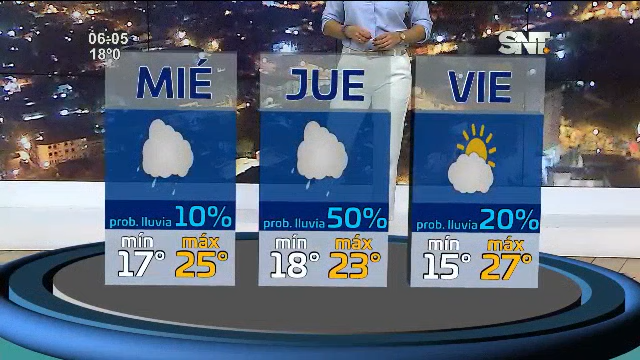 06:05
18°0
SNT
MIÉ
prob. lluvia 10%
mín máx
17° 25°
JUE
prob. lluvia 50%
mín máx
18° 23°
VIE
prob. lluvia 20%
mín máx
15° 27°